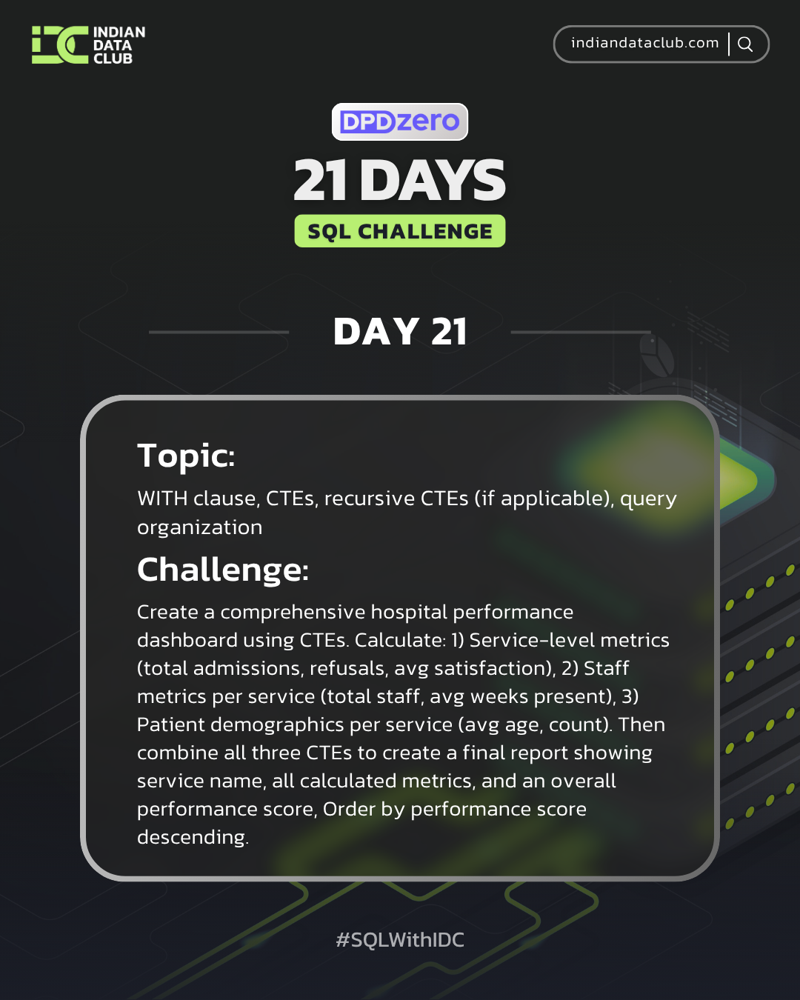 INDIAN
DATA
CLUB
indiandataclub.com
DPDzero
21 DAYS
SQL CHALLENGE
DAY 21
Topic:
WITH clause, CTEs, recursive CTEs (if applicable), query
organization
Challenge:
Create a comprehensive hospital performance
dashboard using CTEs. Calculate: 1) Service-level metrics
(total admissions, refusals, avg satisfaction), 2) Staff
metrics per service (total staff, avg weeks present), 3)
Patient demographics per service (avg age, count). Then
combine all three CTEs to create a final report showing
service name, all calculated metrics, and an overall
performance score, Order by performance score
descending.
#SQLWithIDC